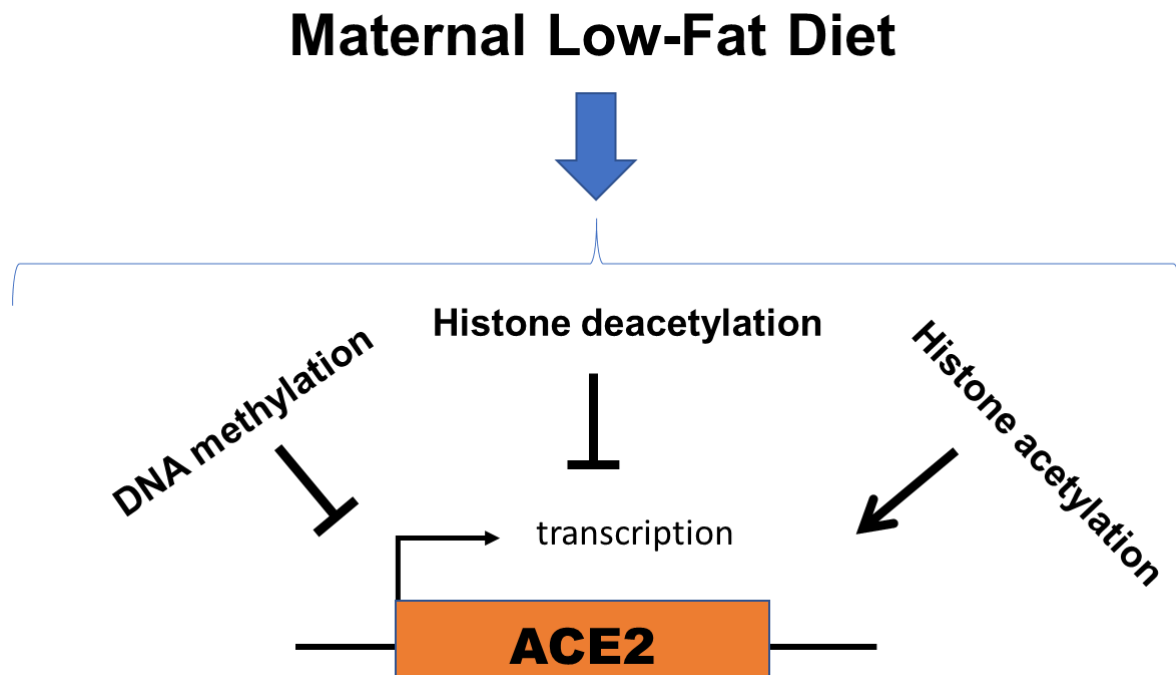 Maternal Low-Fat Diet
Histone deacetylation
DNA methylation
Histone acetylation
transcription
ACE2